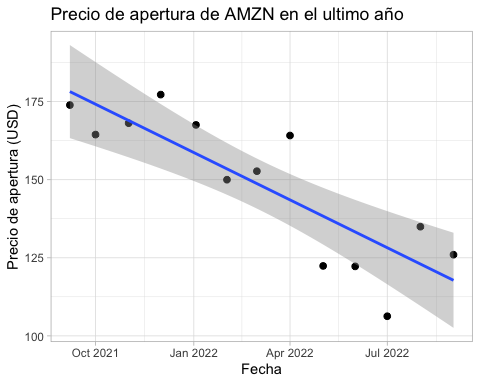 Precio de apertura de AMZN en el ultimo año
Precio de apertura (USD)
175
150
125
100
Oct 2021
Jan 2022
Apr 2022
Jul 2022
Fecha